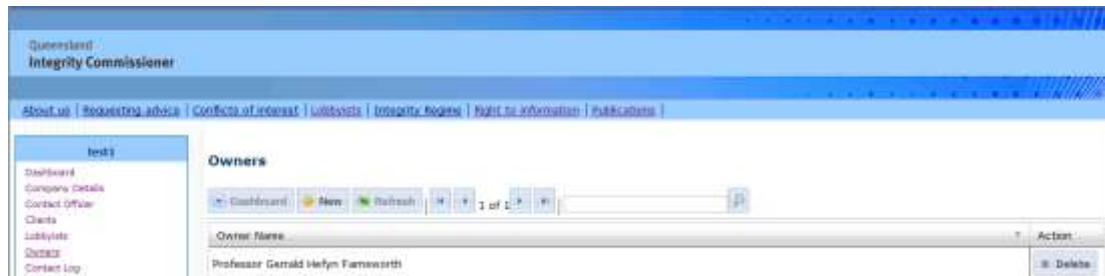 Queensland
Integrity Commissioner
About us | Requesting advice | Conflicts of interest | Lobbyists | Integrity Regime | Right to information | Publications |
test1
Dashboard
Company Details
Contact Officer
Clients
Lobbyists
Owners
Contact Log
Owners
Dashboard New Refresh | 1 of 1 |
Owner Name Action
Professor Gerrald Hefyn Farnsworth Delete